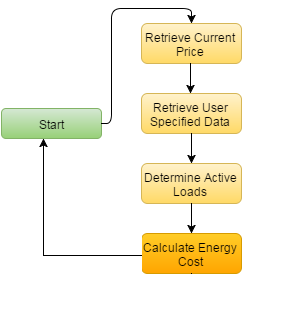 Retrieve Current
Price
Retrieve User
Specified Data
Start
Determine Active
Loads
Calculate Energy
Cost